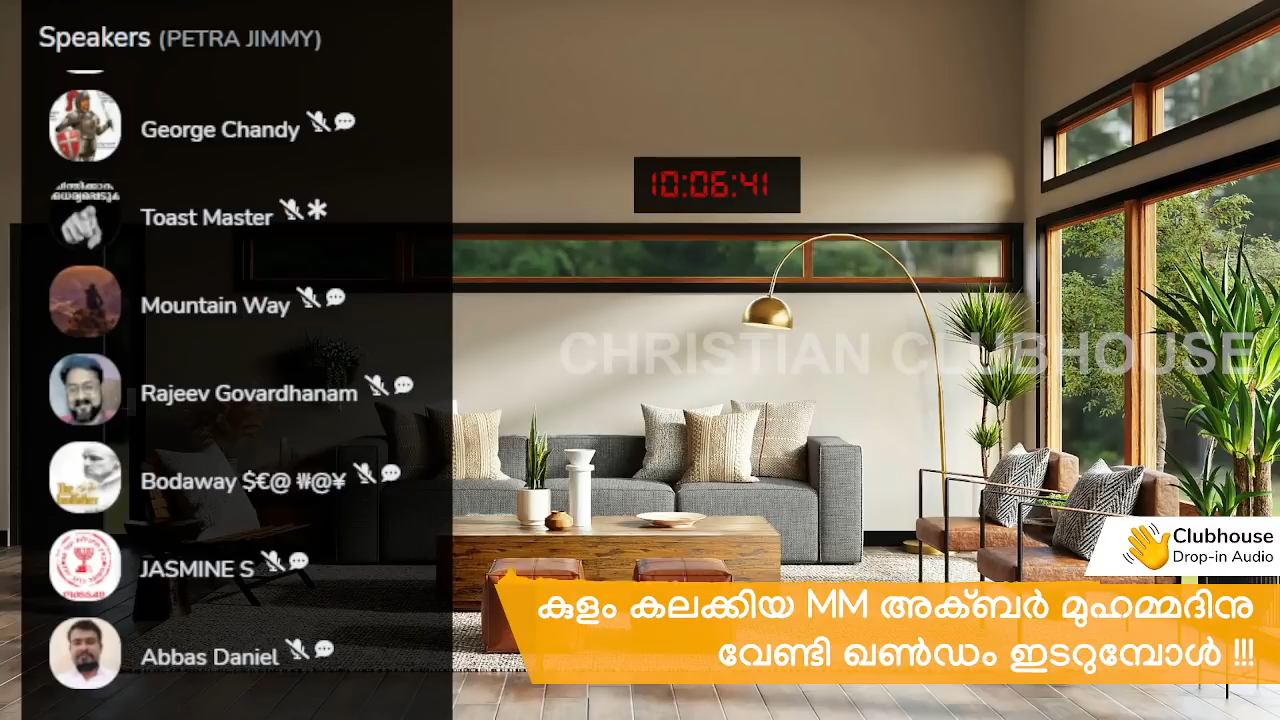 Speakers (PETRA JIMMY)
George Chandy
Toast Master
Mountain Way
Rajeev Govardhanam
Bodaway $€@ ₩@¥
JASMINE S
Abbas Daniel
10:06:41
CHRISTIAN CLUBHOUSE
Clubhouse
Drop-in Audio
കുളം കലക്കിയ MM അക്ബർ മുഹമ്മദിനു
വേണ്ടി ഖൺഡം ഇടറുമ്പോൾ !!!